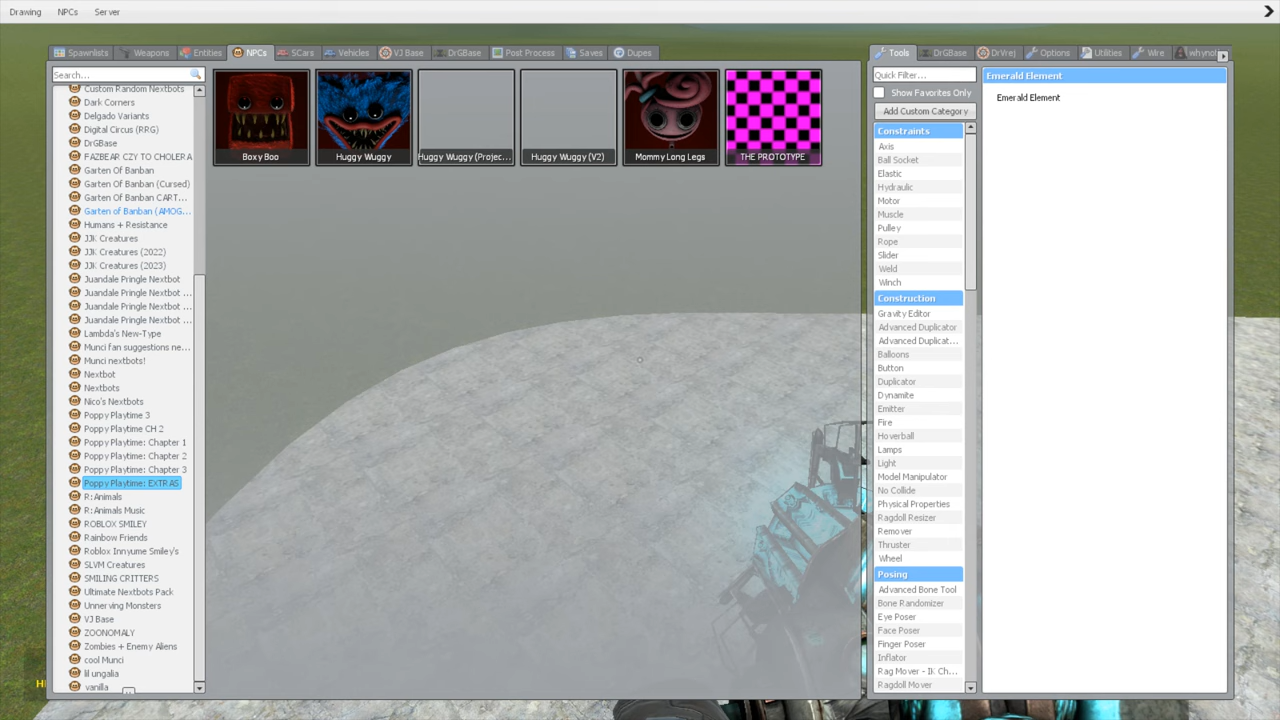 Drawing NPCs Server
Spawnlists Weapons Entities NPCs SCars Vehicles VJ Base DrGBase Post Process Saves Dupes
Search...
Custom Random Nextbots
Dark Corners
Delgado Variants
Digital Circus (RRG)
DrGBase
FAZBEAR CZY TO CHOLER A
Garten Of Banban
Garten Of Banban (Cursed)
Garten Of Banban CART...
Garten of Banban (AMOG...
Humans + Resistance
JJK Creatures
JJK Creatures (2022)
JJK Creatures (2023)
Juandale Pringle Nextbot
Juandale Pringle Nextbot ...
Juandale Pringle Nextbot ...
Juandale Pringle Nextbot ...
Lambda's New-Type
Munci fan suggestions ne...
Munci nextbots!
Nextbot
Nextbots
Nico's Nextbots
Poppy Playtime 3
Poppy Playtime CH 2
Poppy Playtime: Chapter 1
Poppy Playtime: Chapter 2
Poppy Playtime: Chapter 3
Poppy Playtime: EXTRAS
R:Animals
R:Animals Music
ROBLOX SMILEY
Rainbow Friends
Roblox Innyume Smiley's
SLVM Creatures
SMILING CRITTERS
Ultimate Nextbots Pack
Unnerving Monsters
VJ Base
ZOONOMALY
Zombies + Enemy Aliens
cool Munci
lil ungalia
vanilla
Boxy Boo
Huggy Wuggy
Huggy Wuggy (Projec...
Huggy Wuggy (V2)
Mommy Long Legs
THE PROTOTYPE
Tools DrGBase DrVrej Options Utilities Wire whynot
Quick Filter...
Show Favorites Only
Add Custom Category
Constraints
Axis
Ball Socket
Elastic
Hydraulic
Motor
Muscle
Pulley
Rope
Slider
Weld
Winch
Construction
Gravity Editor
Advanced Duplicator
Advanced Duplicat...
Balloons
Button
Duplicator
Dynamite
Emitter
Fire
Hoverball
Lamps
Light
Model Manipulator
No Collide
Physical Properties
Ragdoll Resizer
Remover
Thruster
Wheel
Posing
Advanced Bone Tool
Bone Randomizer
Eye Poser
Face Poser
Finger Poser
Inflator
Rag Mover - IK Ch...
Ragdoll Mover
Emerald Element
Emerald Element